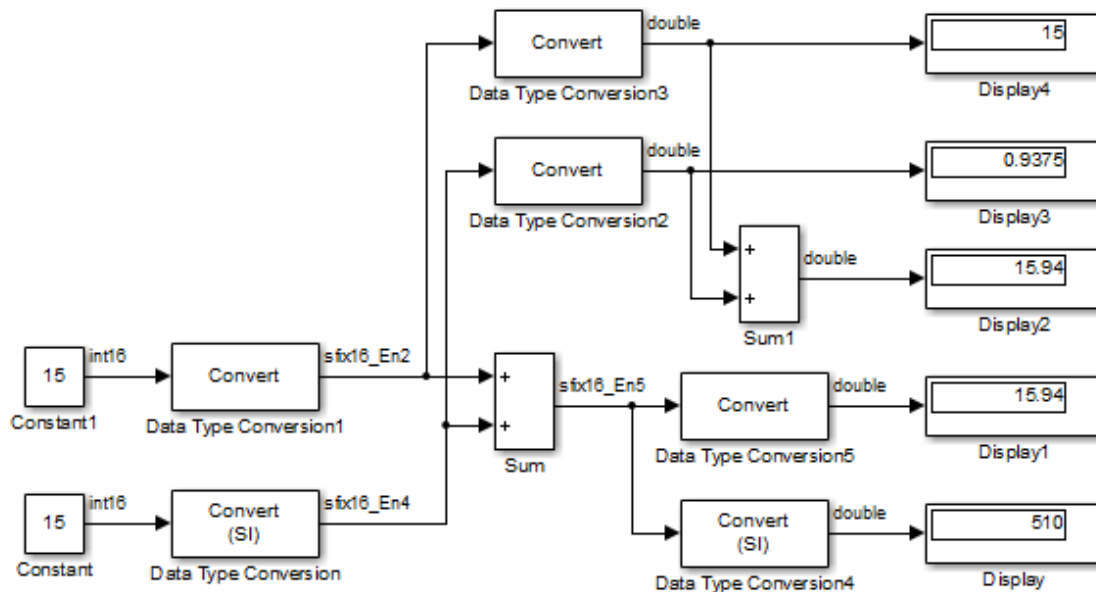 double
Convert
15
Data Type Conversion3
Display4
double
Convert
0.9375
Data Type Conversion2
Display3
+
double
+
15.94
Sum1
Display2
15
int16
Convert
sfix16_En2
+
sfix16_En5
Convert
double
15.94
Constant1
Data Type Conversion1
+
Sum
Data Type Conversion5
Display1
15
int16
Convert
(SI)
sfix16_En4
Convert
(SI)
double
510
Constant
Data Type Conversion
Data Type Conversion4
Display